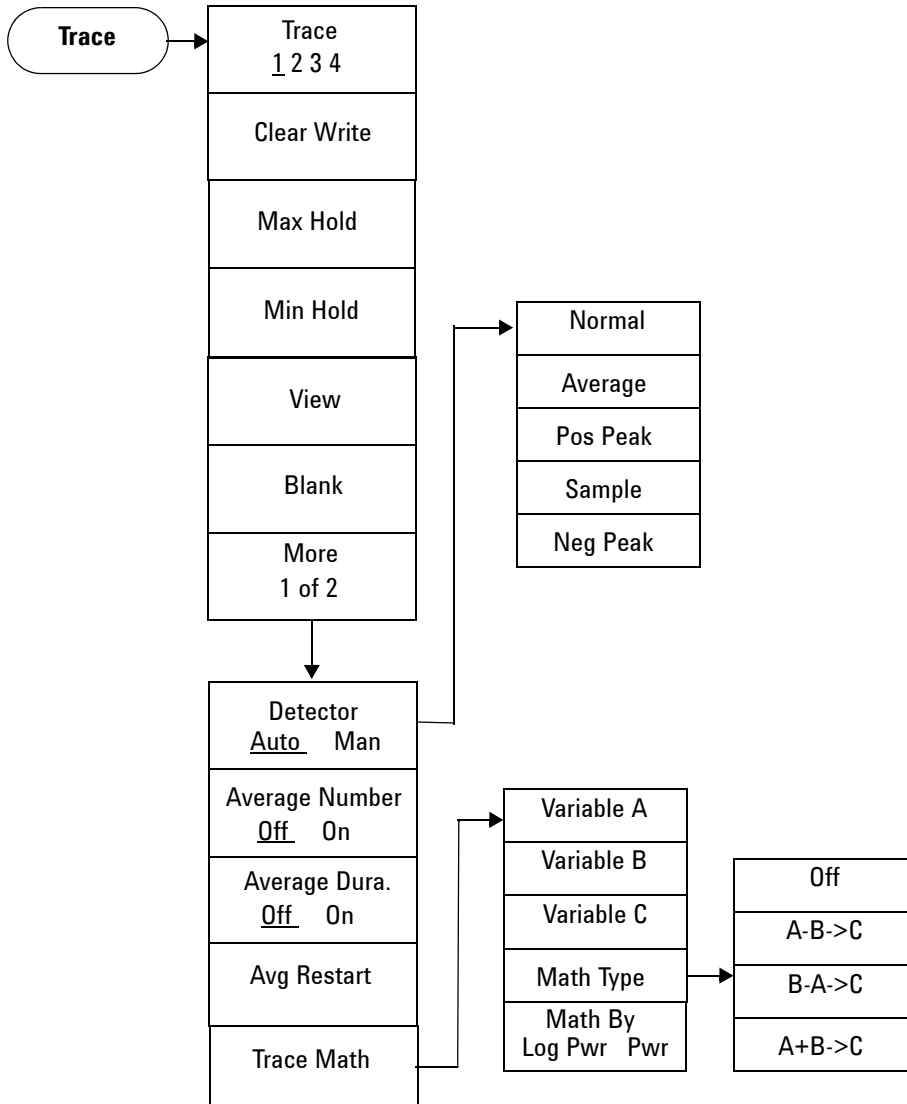 Trace
Trace
1 2 3 4
Clear Write
Max Hold
Min Hold
View
Blank
More
1 of 2
Normal
Average
Pos Peak
Sample
Neg Peak
Detector
Auto Man
Average Number
Off On
Average Dura.
Off On
Avg Restart
Trace Math
Variable A
Variable B
Variable C
Math Type
Math By
Log Pwr Pwr
Off
A-B->C
B-A->C
A+B->C